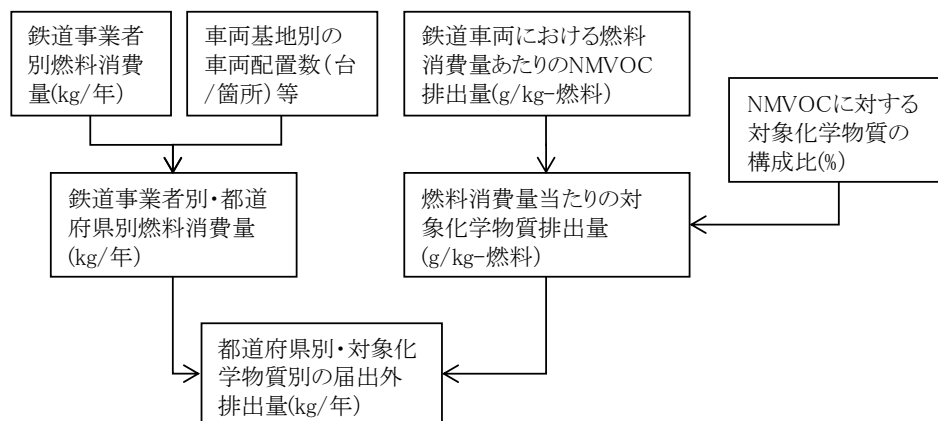 鉄道事業者
別燃料消費
量(kg/年)
車両基地別の
車両配置数(台
/箇所)等
鉄道車両における燃料
消費量あたりのNMVOC
排出量(g/kg-燃料)
NMVOCに対する
対象化学物質の
構成比(%)
鉄道事業者別・都道
府県別燃料消費量
(kg/年)
燃料消費量当たりの対
象化学物質排出量
(g/kg-燃料)
都道府県別・対象化
学物質別の届出外
排出量(kg/年)